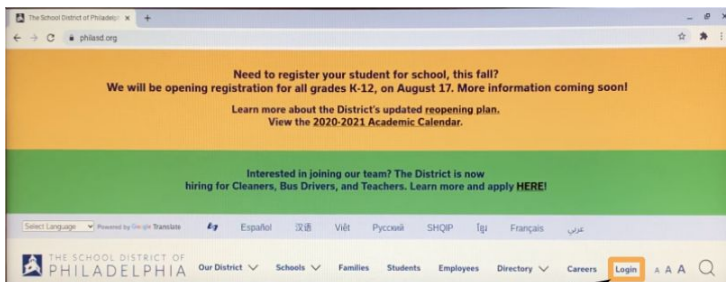 The School District of Philadelp
philasd.org
Need to register your student for school, this fall?
We will be opening registration for all grades K-12, on August 17. More information coming soon!
Learn more about the District's updated reopening plan.
View the 2020-2021 Academic Calendar.
Interested in joining our team? The District is now
hiring for Cleaners, Bus Drivers, and Teachers. Learn more and apply HERE!
Select Language Powered by Google Translate Español 汉语 Việt Русский SHQIP ខ្មែរ Français عربي
THE SCHOOL DISTRICT OF
PHILADELPHIA Our District Schools Families Students Employees Directory Careers Login A A A